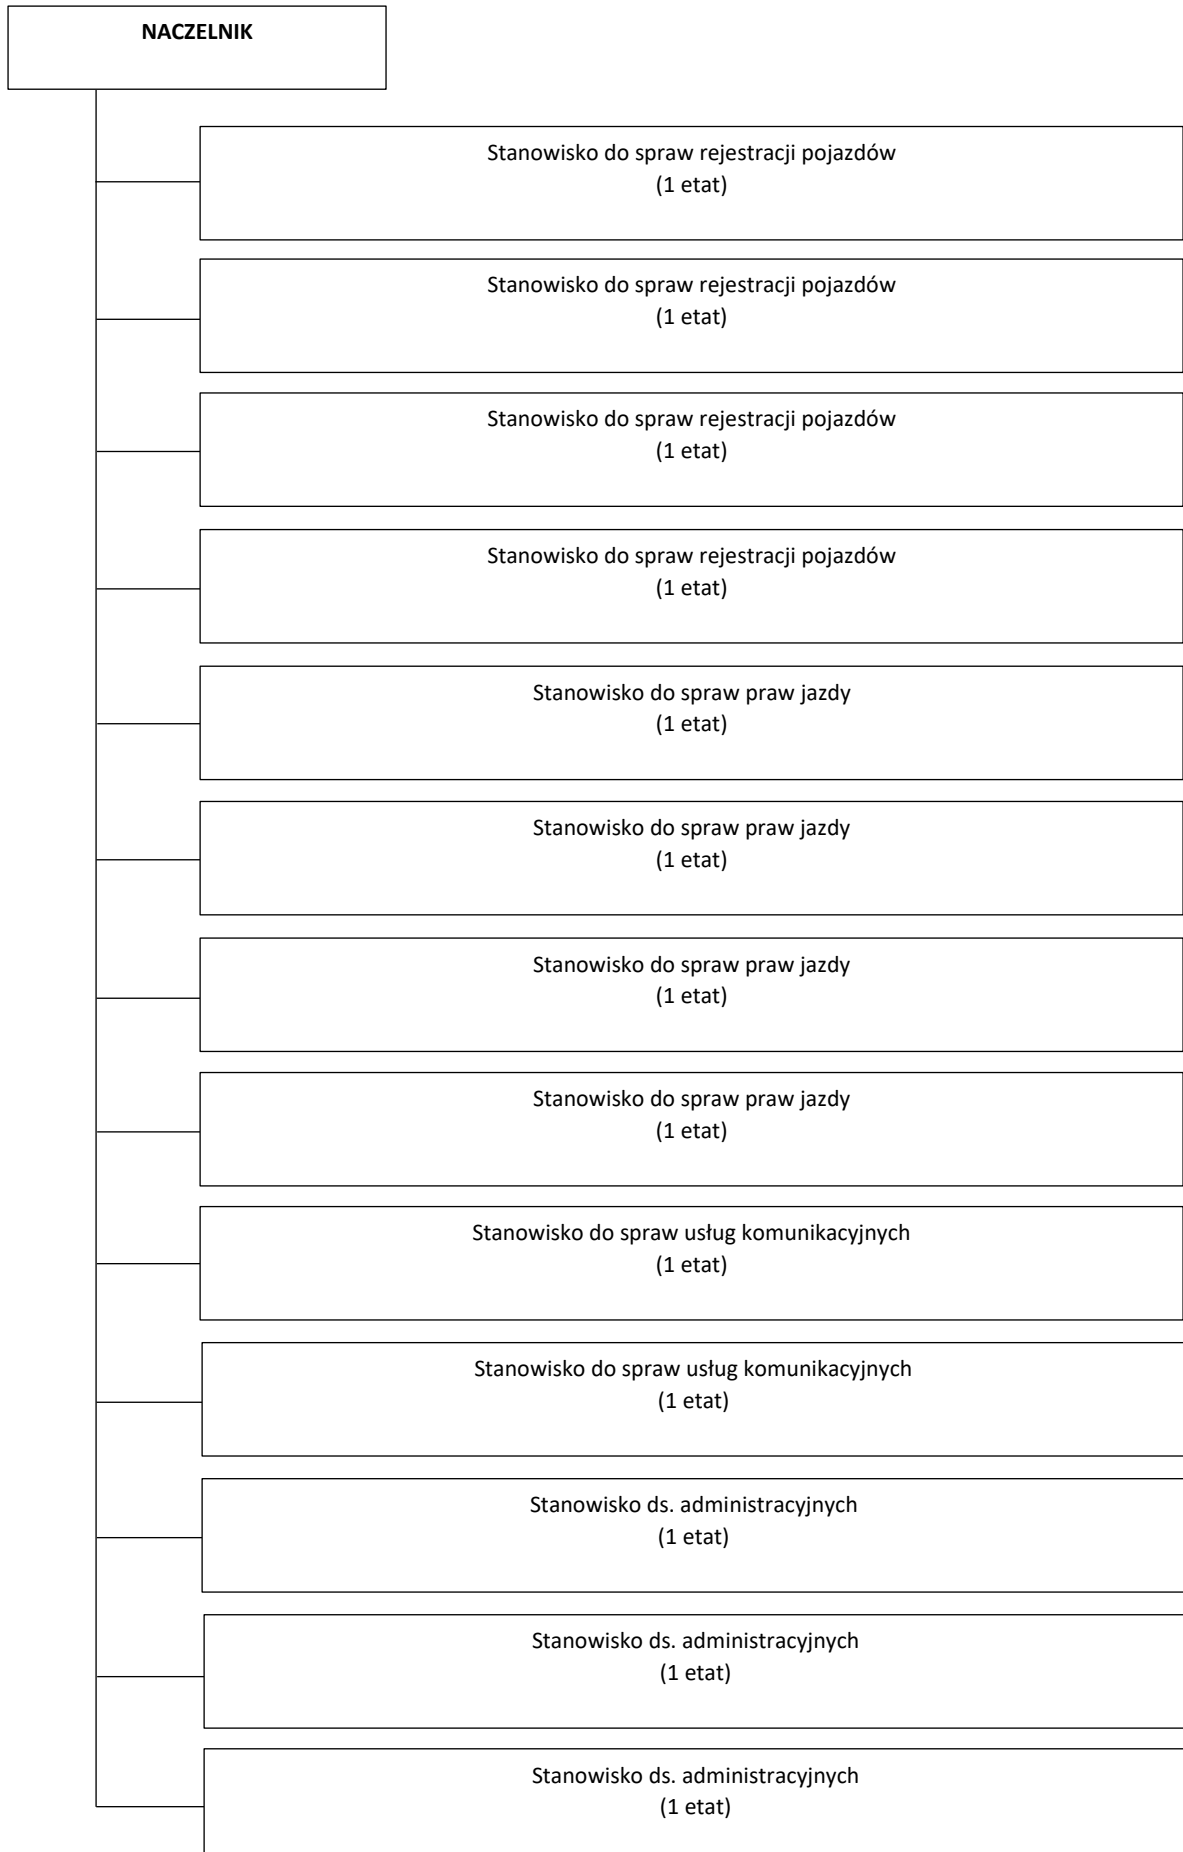 NACZELNIK
Stanowisko do spraw rejestracji pojazdów
(1 etat)
Stanowisko do spraw rejestracji pojazdów
(1 etat)
Stanowisko do spraw rejestracji pojazdów
(1 etat)
Stanowisko do spraw rejestracji pojazdów
(1 etat)
Stanowisko do spraw praw jazdy
(1 etat)
Stanowisko do spraw praw jazdy
(1 etat)
Stanowisko do spraw praw jazdy
(1 etat)
Stanowisko do spraw praw jazdy
(1 etat)
Stanowisko do spraw usług komunikacyjnych
(1 etat)
Stanowisko do spraw usług komunikacyjnych
(1 etat)
Stanowisko ds. administracyjnych
(1 etat)
Stanowisko ds. administracyjnych
(1 etat)
Stanowisko ds. administracyjnych
(1 etat)